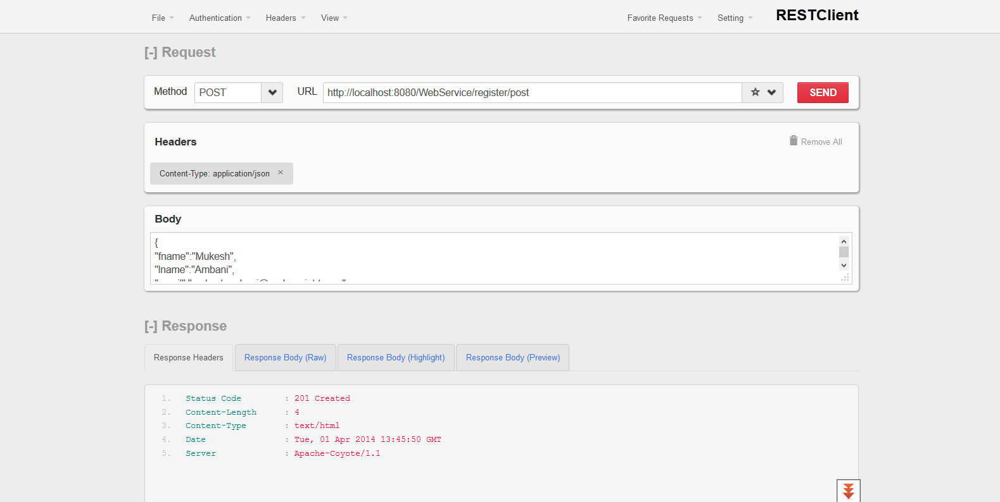 File Authentication Headers View Favorite Requests Setting RESTClient
[-] Request
Method POST URL http://localhost:8080/WebService/register/post SEND
Headers Remove All
Content-Type: application/json ×
Body
{
"fname":"Mukesh",
"lname":"Ambani",
[-] Response
Response Headers Response Body (Raw) Response Body (Highlight) Response Body (Preview)
1. Status Code : 201 Created
2. Content-Length : 4
3. Content-Type : text/html
4. Date : Tue, 01 Apr 2014 13:45:50 GMT
5. Server : Apache-Coyote/1.1